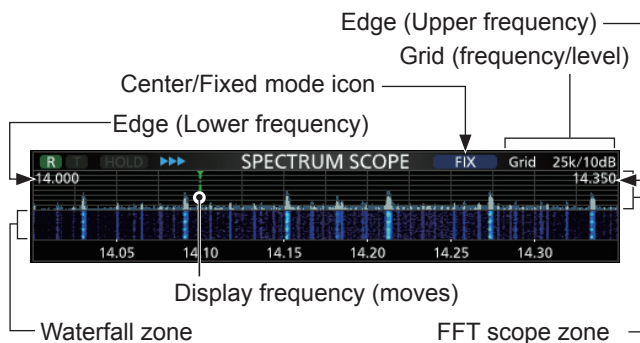 Edge (Upper frequency)
Grid (frequency/level)
Center/Fixed mode icon
Edge (Lower frequency)
R T HOLD SPECTRUM SCOPE FIX Grid 25k/10dB
14.000 14.350
14.05 14.10 14.15 14.20 14.25 14.30
Display frequency (moves)
Waterfall zone FFT scope zone